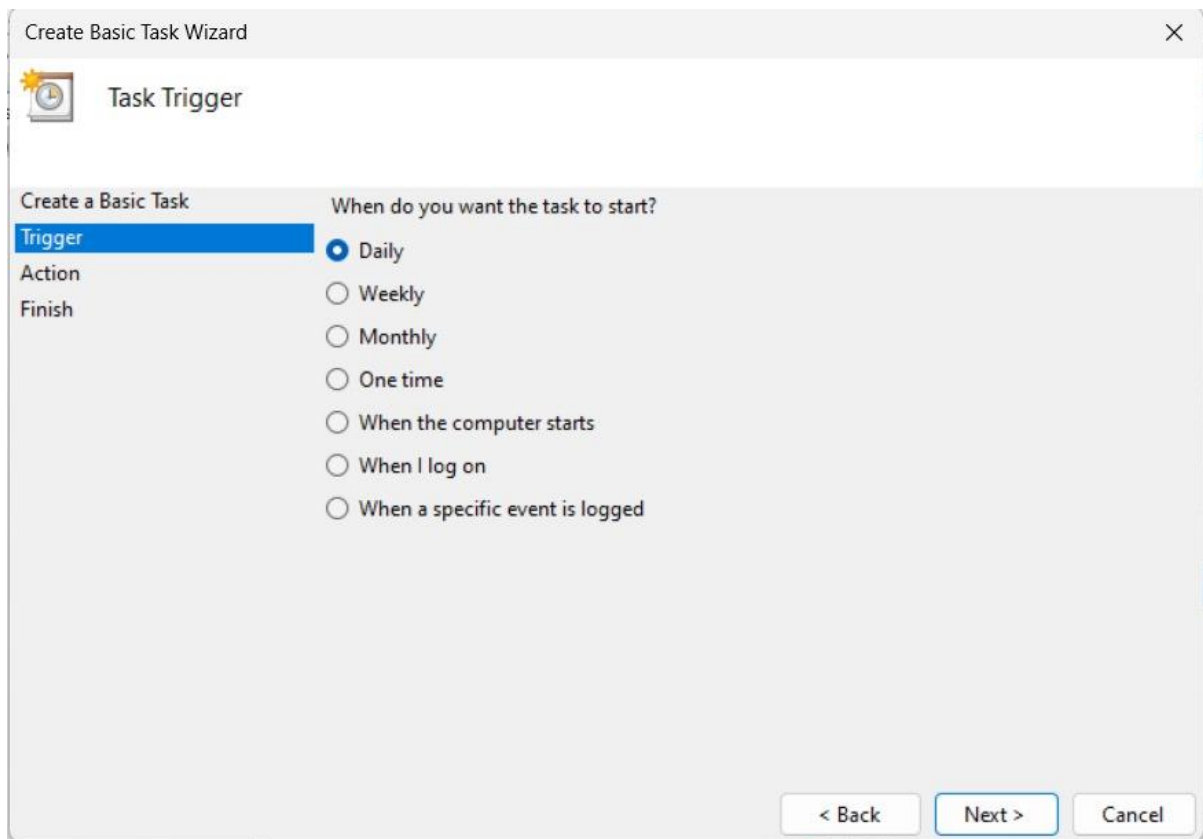 Create Basic Task Wizard
Task Trigger
Create a Basic Task
Trigger
Action
Finish
When do you want the task to start?
Daily
Weekly
Monthly
One time
When the computer starts
When I log on
When a specific event is logged
< Back
Next >
Cancel